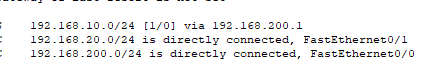 192.168.10.0/24 [1/0] via 192.168.200.1
192.168.20.0/24 is directly connected, FastEthernet0/1
192.168.200.0/24 is directly connected, FastEthernet0/0